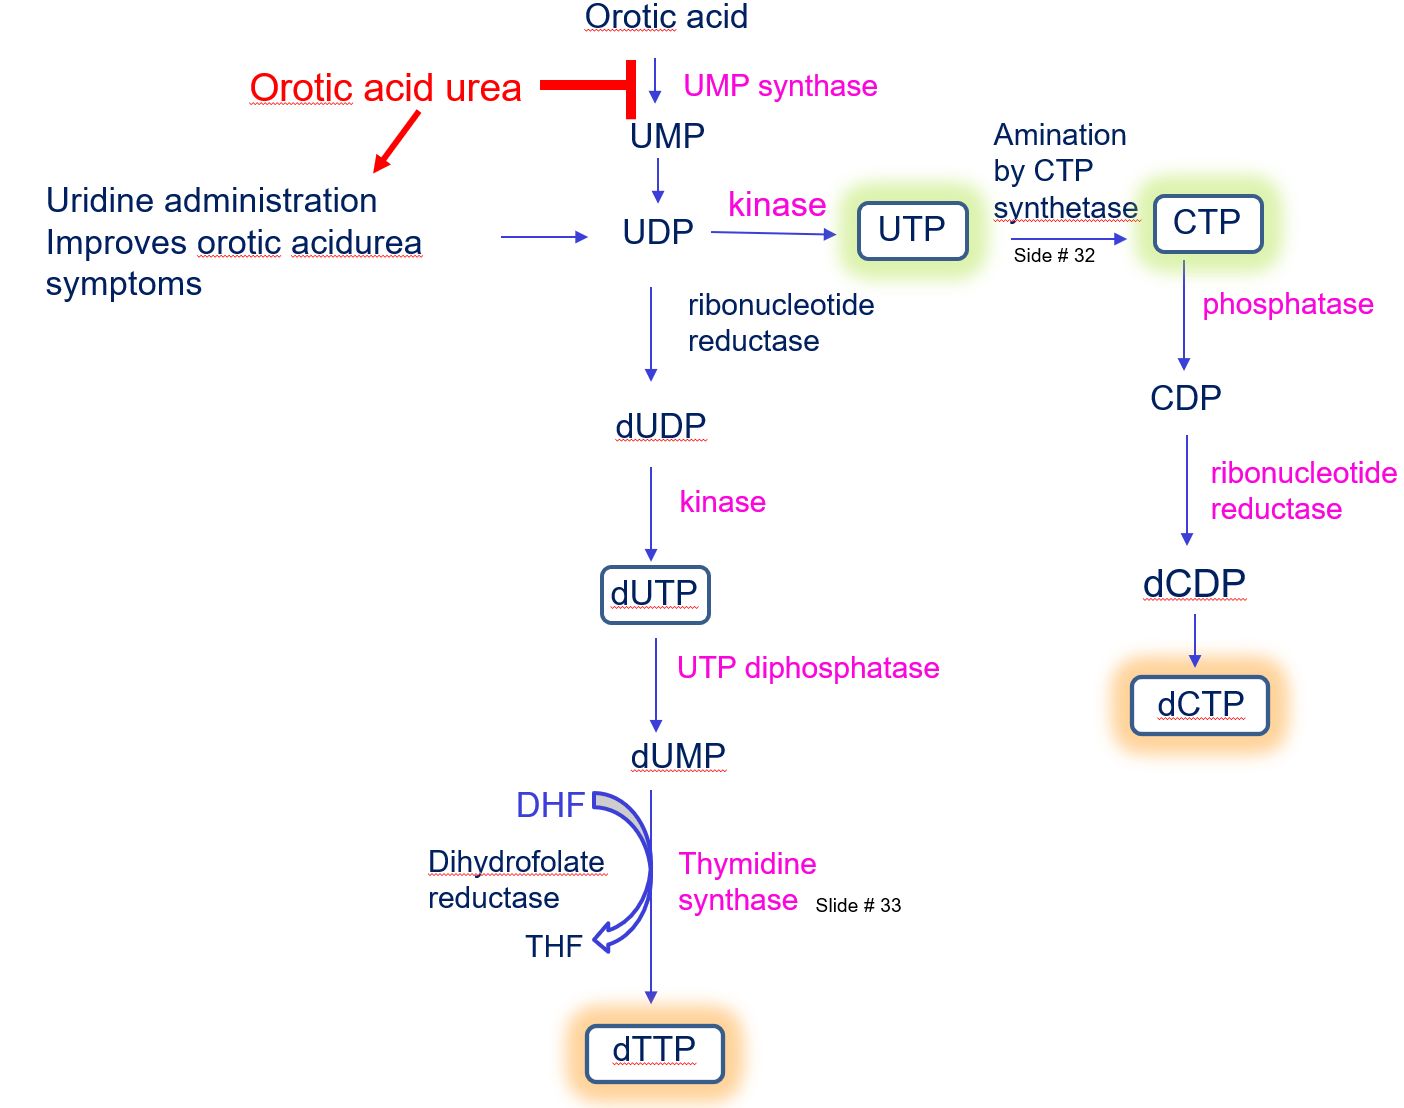 Orotic acid
Orotic acid urea
UMP synthase
UMP
Amination
by CTP
synthetase
Uridine administration
Improves orotic acidurea
symptoms
UDP
kinase
UTP
CTP
Side # 32
ribonucleotide
reductase
phosphatase
CDP
dUDP
kinase
ribonucleotide
reductase
dUTP
dCDP
UTP diphosphatase
dCTP
dUMP
DHF
Dihydrofolate
reductase
Thymidine
synthase
Slide # 33
THF
dTTP